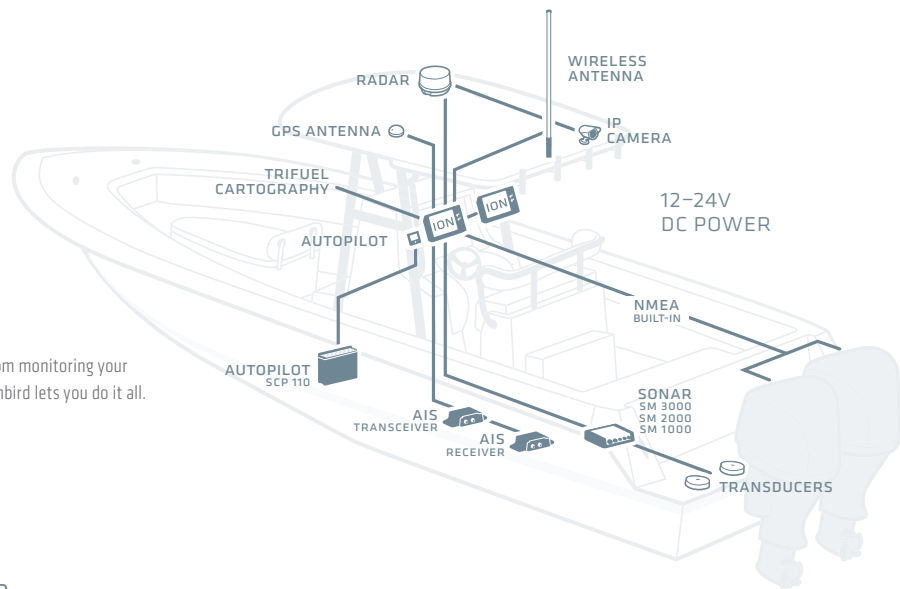 WIRELESS
ANTENNA
RADAR
IP
CAMERA
GPS ANTENNA
TRIFUEL
CARTOGRAPHY
12–24V
DC POWER
ION
ION
AUTOPILOT
NMEA
BUILT-IN
om monitoring your
nbird lets you do it all.
AUTOPILOT
SCP 110
SONAR
SM 3000
SM 2000
SM 1000
AIS
TRANSCEIVER
AIS
RECEIVER
TRANSDUCERS